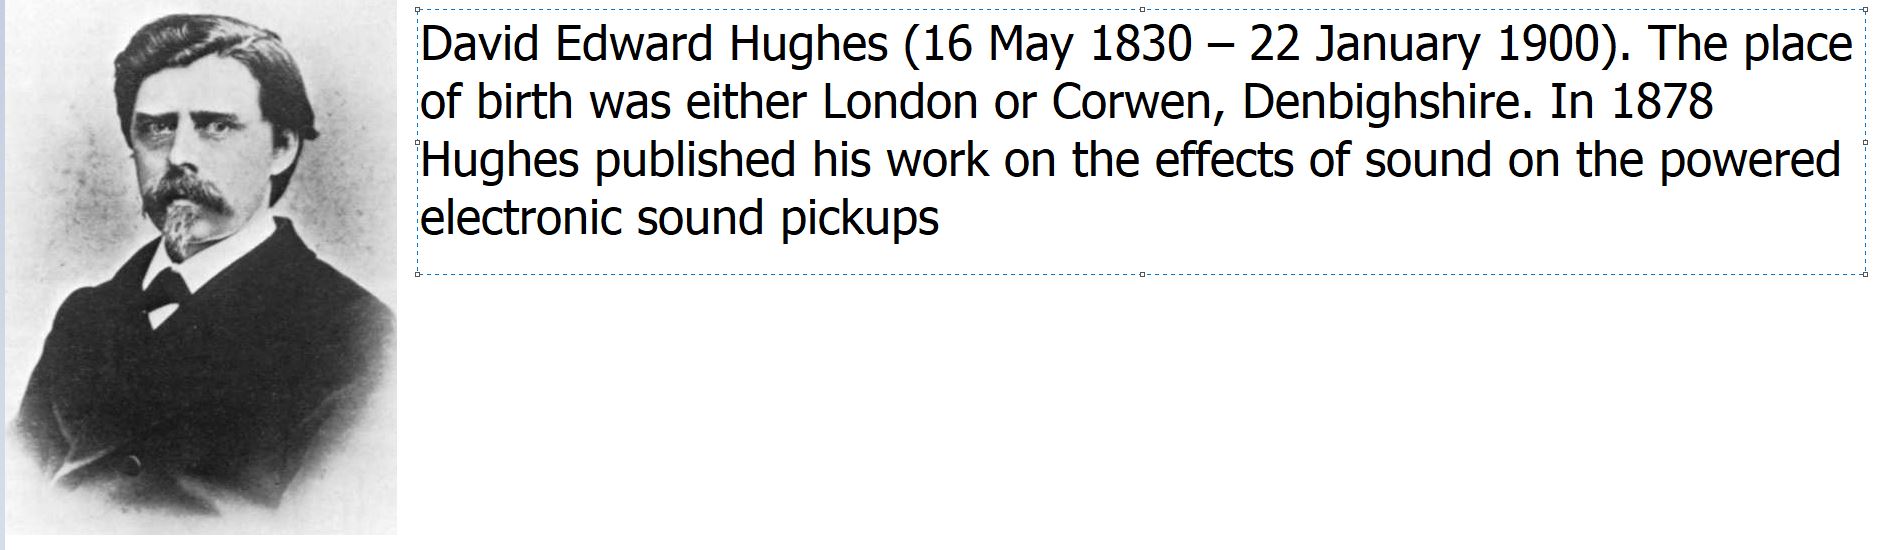 David Edward Hughes (16 May 1830 – 22 January 1900). The place
of birth was either London or Corwen, Denbighshire. In 1878
Hughes published his work on the effects of sound on the powered
electronic sound pickups